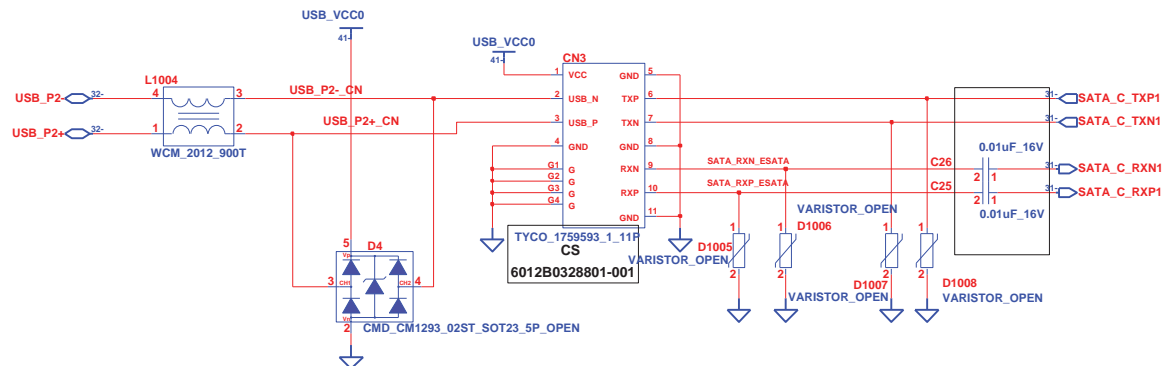 USB_VCC0
41-
USB_VCC0
41-
CN3
L1004
1 VCC GND 5
USB_P2- 32- 4 3 USB_P2-_CN 2 USB_N TXP 6 31- SATA_C_TXP1
USB_P2+ 32- 1 2 USB_P2+_CN 3 USB_P TXN 7 31- SATA_C_TXN1
WCM_2012_900T
4 GND GND 8
0.01uF_16V
G1 G RXN 9 SATA_RXN_ESATA C26 2 1 31- SATA_C_RXN1
G2 G
G3 G RXP 10 SATA_RXP_ESATA C25 2 1 31- SATA_C_RXP1
G4 G
GND 11
0.01uF_16V
TYCO_1759593_1_11P
CS
6012B0328801-001
VARISTOR_OPEN
1 D1005 2
VARISTOR_OPEN
1 D1006 2
VARISTOR_OPEN
1 D1007 2
1 D1008 2
VARISTOR_OPEN
5 D4
Vp
3 CH1 CH2 4
Vn
2
CMD_CM1293_02ST_SOT23_5P_OPEN